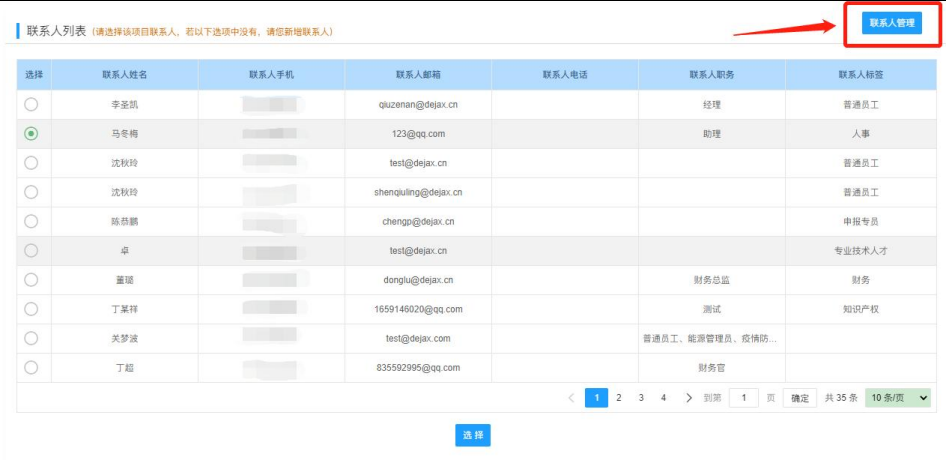 联系人列表 (请选择该项目联系人，若以下选项中没有，请您新增联系人) 联系人管理
选择 联系人姓名 联系人手机 联系人邮箱 联系人电话 联系人职务 联系人标签
李圣凯 qiuzenan@dejax.cn 经理 普通员工
马冬梅 123@qq.com 助理 人事
沈秋玲 test@dejax.cn 普通员工
沈秋玲 shenqiuling@dejax.cn 普通员工
陈恭鹏 chengp@dejax.cn 申报专员
卓 test@dejax.cn 专业技术人才
董璐 donglu@dejax.cn 财务总监 财务
丁某祥 1659146020@qq.com 测试 知识产权
关梦波 test@dejax.com 普通员工、能源管理员、疫情防...
丁超 835592995@qq.com 财务官
1 2 3 4 到第 1 页 确定 共 35 条 10 条/页
选择